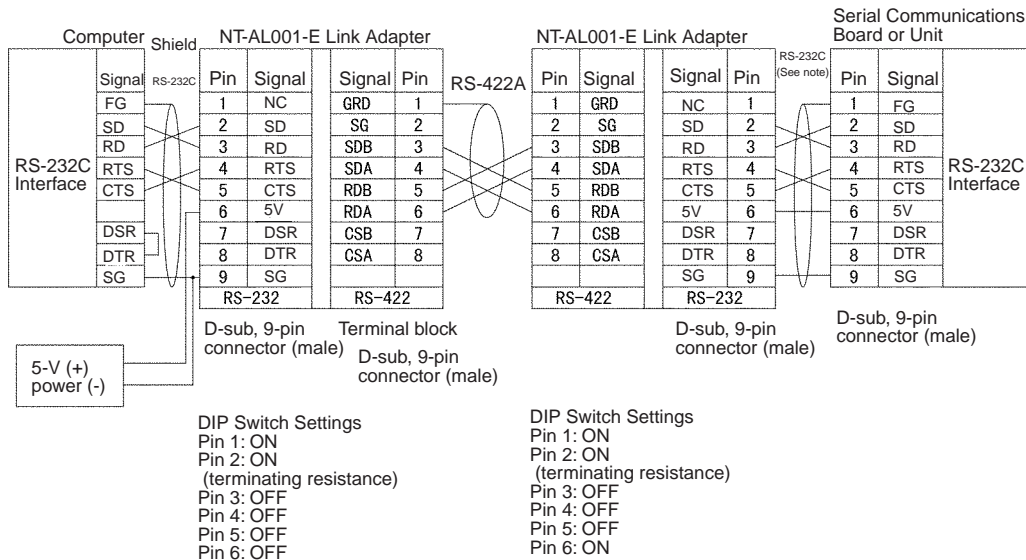 Serial Communications
Board or Unit
Computer Shield NT-AL001-E Link Adapter NT-AL001-E Link Adapter
RS-232C
(See note)
Signal RS-232C Pin Signal Signal Pin RS-422A Pin Signal Signal Pin Pin Signal
FG 1 NC GRD 1 1 GRD NC 1 1 FG
SD 2 SD SG 2 2 SG SD 2 2 SD
RD 3 RD SDB 3 3 SDB RD 3 3 RD
RS-232C RTS 4 RTS SDA 4 4 SDA RTS 4 4 RTS RS-232C
Interface CTS 5 CTS RDB 5 5 RDB CTS 5 5 CTS Interface
6 5V RDA 6 6 RDA 5V 6 6 5V
DSR 7 DSR CSB 7 7 CSB DSR 7 7 DSR
DTR 8 DTR CSA 8 8 CSA DTR 8 8 DTR
SG 9 SG SG 9 9 SG
RS-232 RS-422 RS-422 RS-232
D-sub, 9-pin
connector (male)
Terminal block
D-sub, 9-pin
connector (male)
D-sub, 9-pin
connector (male)
D-sub, 9-pin
connector (male)
5-V (+)
power (-)
DIP Switch Settings
Pin 1: ON
Pin 2: ON
(terminating resistance)
Pin 3: OFF
Pin 4: OFF
Pin 5: OFF
Pin 6: OFF
DIP Switch Settings
Pin 1: ON
Pin 2: ON
(terminating resistance)
Pin 3: OFF
Pin 4: OFF
Pin 5: OFF
Pin 6: ON